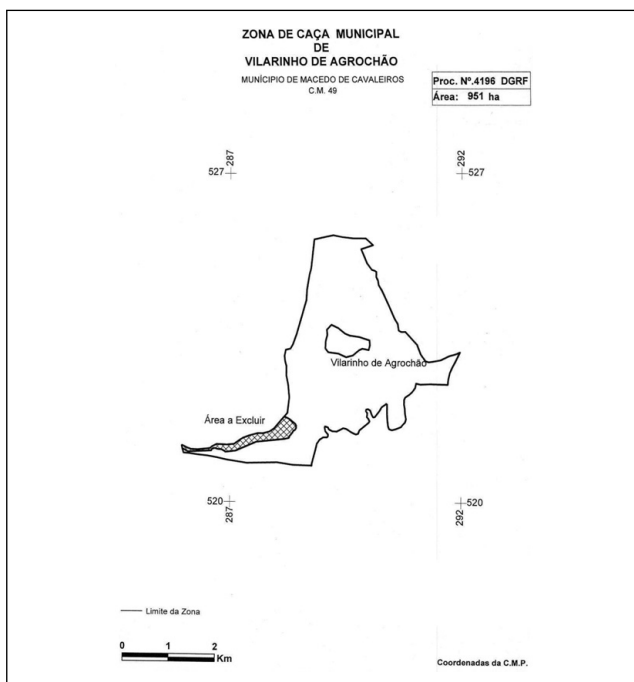 ZONA DE CAÇA MUNICIPAL
DE
VILARINHO DE AGROCHÃO
MUNÍCIPIO DE MACEDO DE CAVALEIROS
C.M. 49
Proc. Nº.4196 DGRF
Área: 951 ha
287
292
527
527
Vilarinho de Agrochão
Área a Excluir
520
520
287
292
Limite da Zona
0 1 2
Km
Coordenadas da C.M.P.